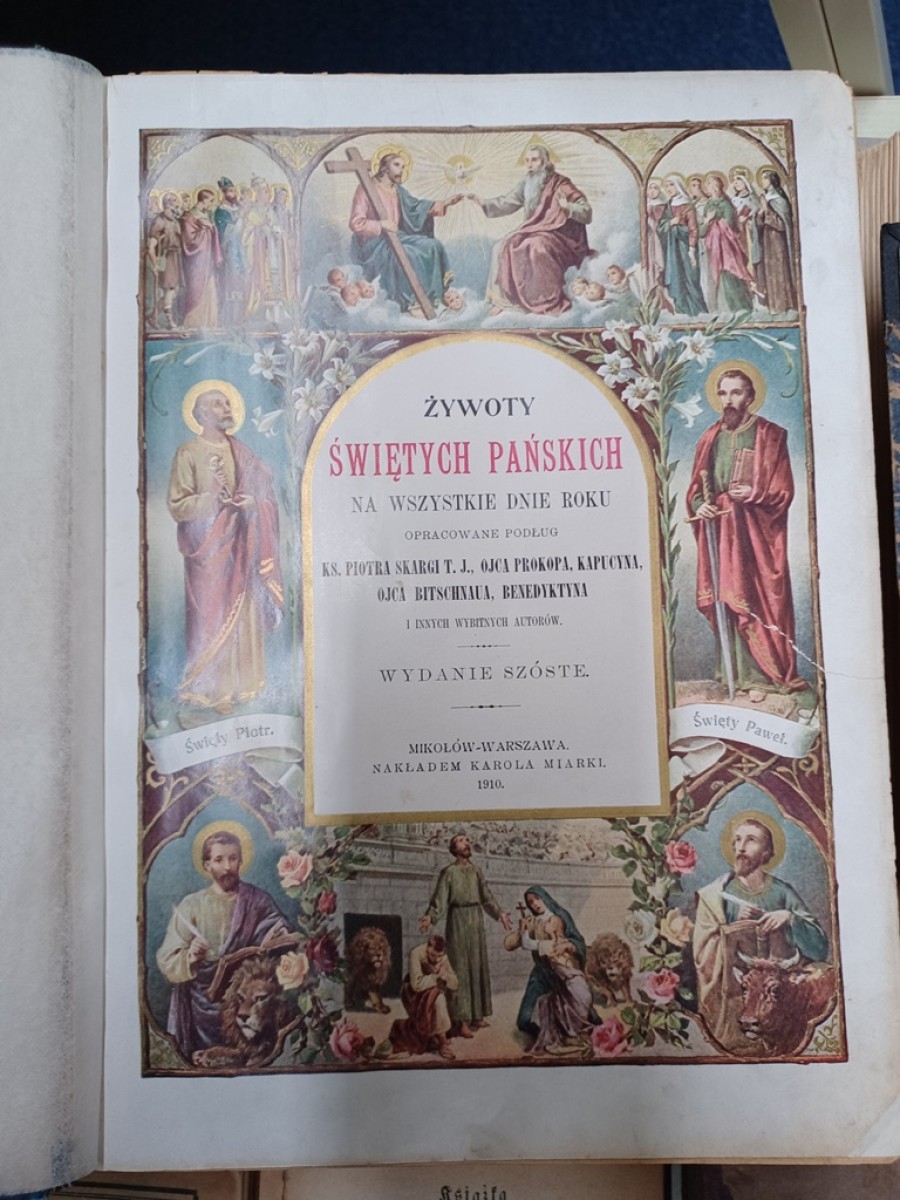 ŻYWOTY
ŚWIĘTYCH PAŃSKICH
NA WSZYSTKIE DNIE ROKU
OPRACOWANE PODŁUG
KS. PIOTRA SKARGI T. J., OJCA PROKOPA, KAPUCYNA,
OJCA BITSCHNAUA, BENEDYKTYNA
I INNYCH WYBITNYCH AUTORÓW.
WYDANIE SZÓSTE.
Święty Piotr.
Święty Paweł.
MIKOŁÓW-WARSZAWA.
NAKŁADEM KAROLA MIARKI.
1910.
Książka